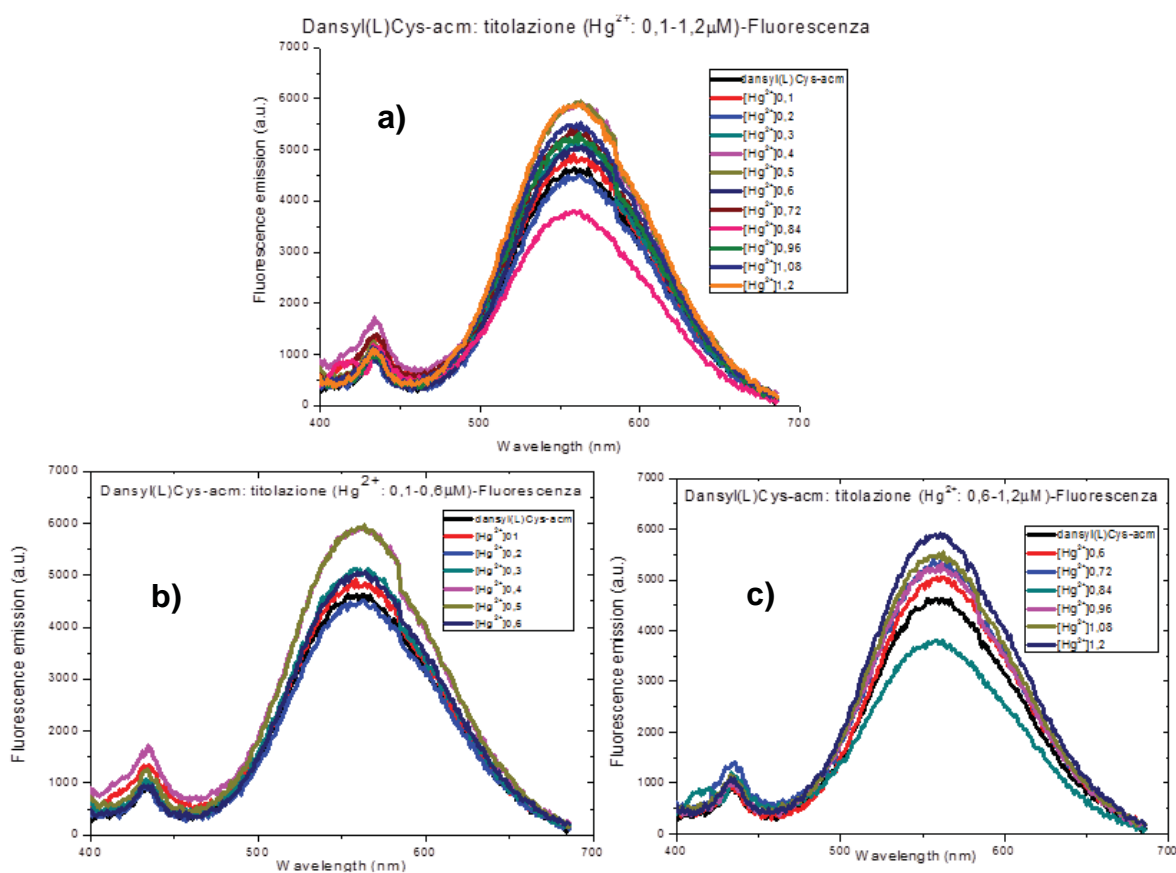 Dansyl(L)Cys-acm: titolazione (Hg²⁺: 0,1-1,2μM)-Fluorescenza
7000
6000
5000
4000
3000
2000
1000
0
Fluorescence emission (a.u.)
a)
dansyl(L)Cys-acm
[Hg²⁺]0,1
[Hg²⁺]0,2
[Hg²⁺]0,3
[Hg²⁺]0,4
[Hg²⁺]0,5
[Hg²⁺]0,6
[Hg²⁺]0,72
[Hg²⁺]0,84
[Hg²⁺]0,96
[Hg²⁺]1,08
[Hg²⁺]1,2
400 500 600 700
Wavelength (nm)
7000
6000
5000
4000
3000
2000
1000
0
Fluorescence emission (a.u.)
Dansyl(L)Cys-acm: titolazione (Hg²⁺: 0,1-0,6μM)-Fluorescenza
b)
dansyl(L)Cys-acm
[Hg²⁺]01
[Hg²⁺]0,2
[Hg²⁺]0,3
[Hg²⁺]0,4
[Hg²⁺]0,5
[Hg²⁺]0,6
400 500 600 700
Wavelength (nm)
7000
6000
5000
4000
3000
2000
1000
0
Fluorescence emission (a.u.)
Dansyl(L)Cys-acm: titolazione (Hg²⁺: 0,6-1,2μM)-Fluorescenza
c)
dansyl(L)Cys-acm
[Hg²⁺]0,6
[Hg²⁺]0,72
[Hg²⁺]0,84
[Hg²⁺]0,96
[Hg²⁺]1,08
[Hg²⁺]1,2
400 500 600 700
Wavelength (nm)